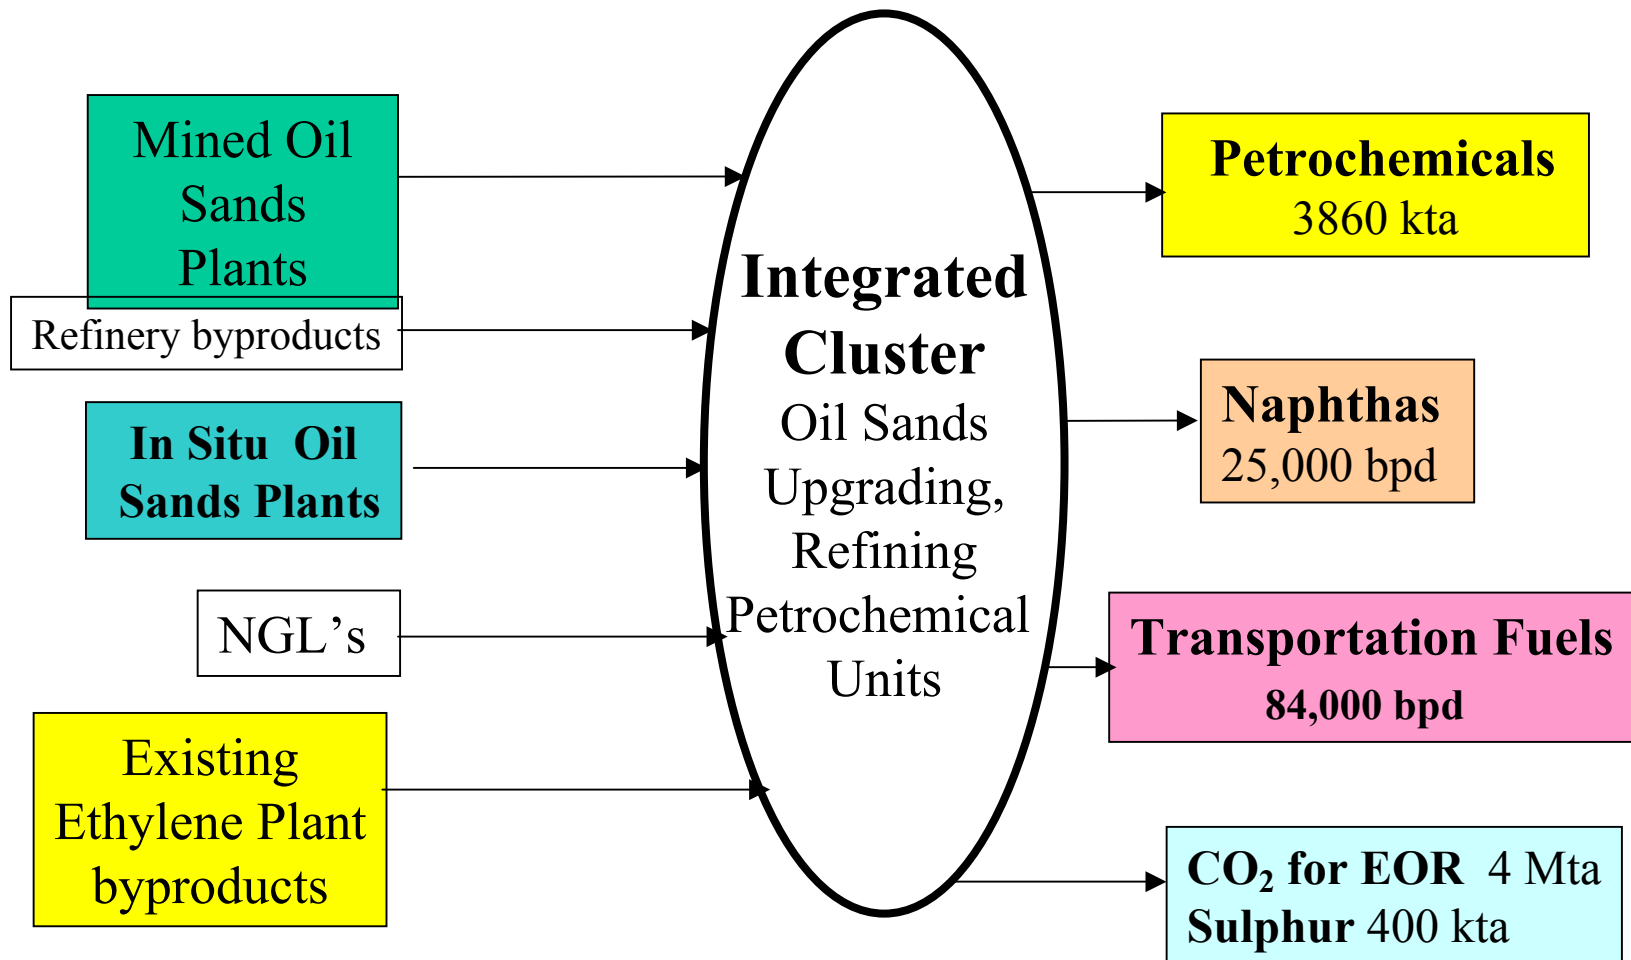 Mined Oil
Sands
Plants
Refinery byproducts
In Situ Oil
Sands Plants
NGL’s
Existing
Ethylene Plant
byproducts
Integrated
Cluster
Oil Sands
Upgrading,
Refining
Petrochemical
Units
Petrochemicals
3860 kta
Naphthas
25,000 bpd
Transportation Fuels
84,000 bpd
CO₂ for EOR 4 Mta
Sulphur 400 kta